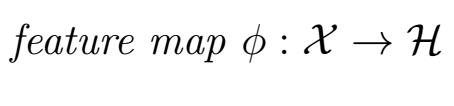 feature map ϕ : 𝒳 → ℋ